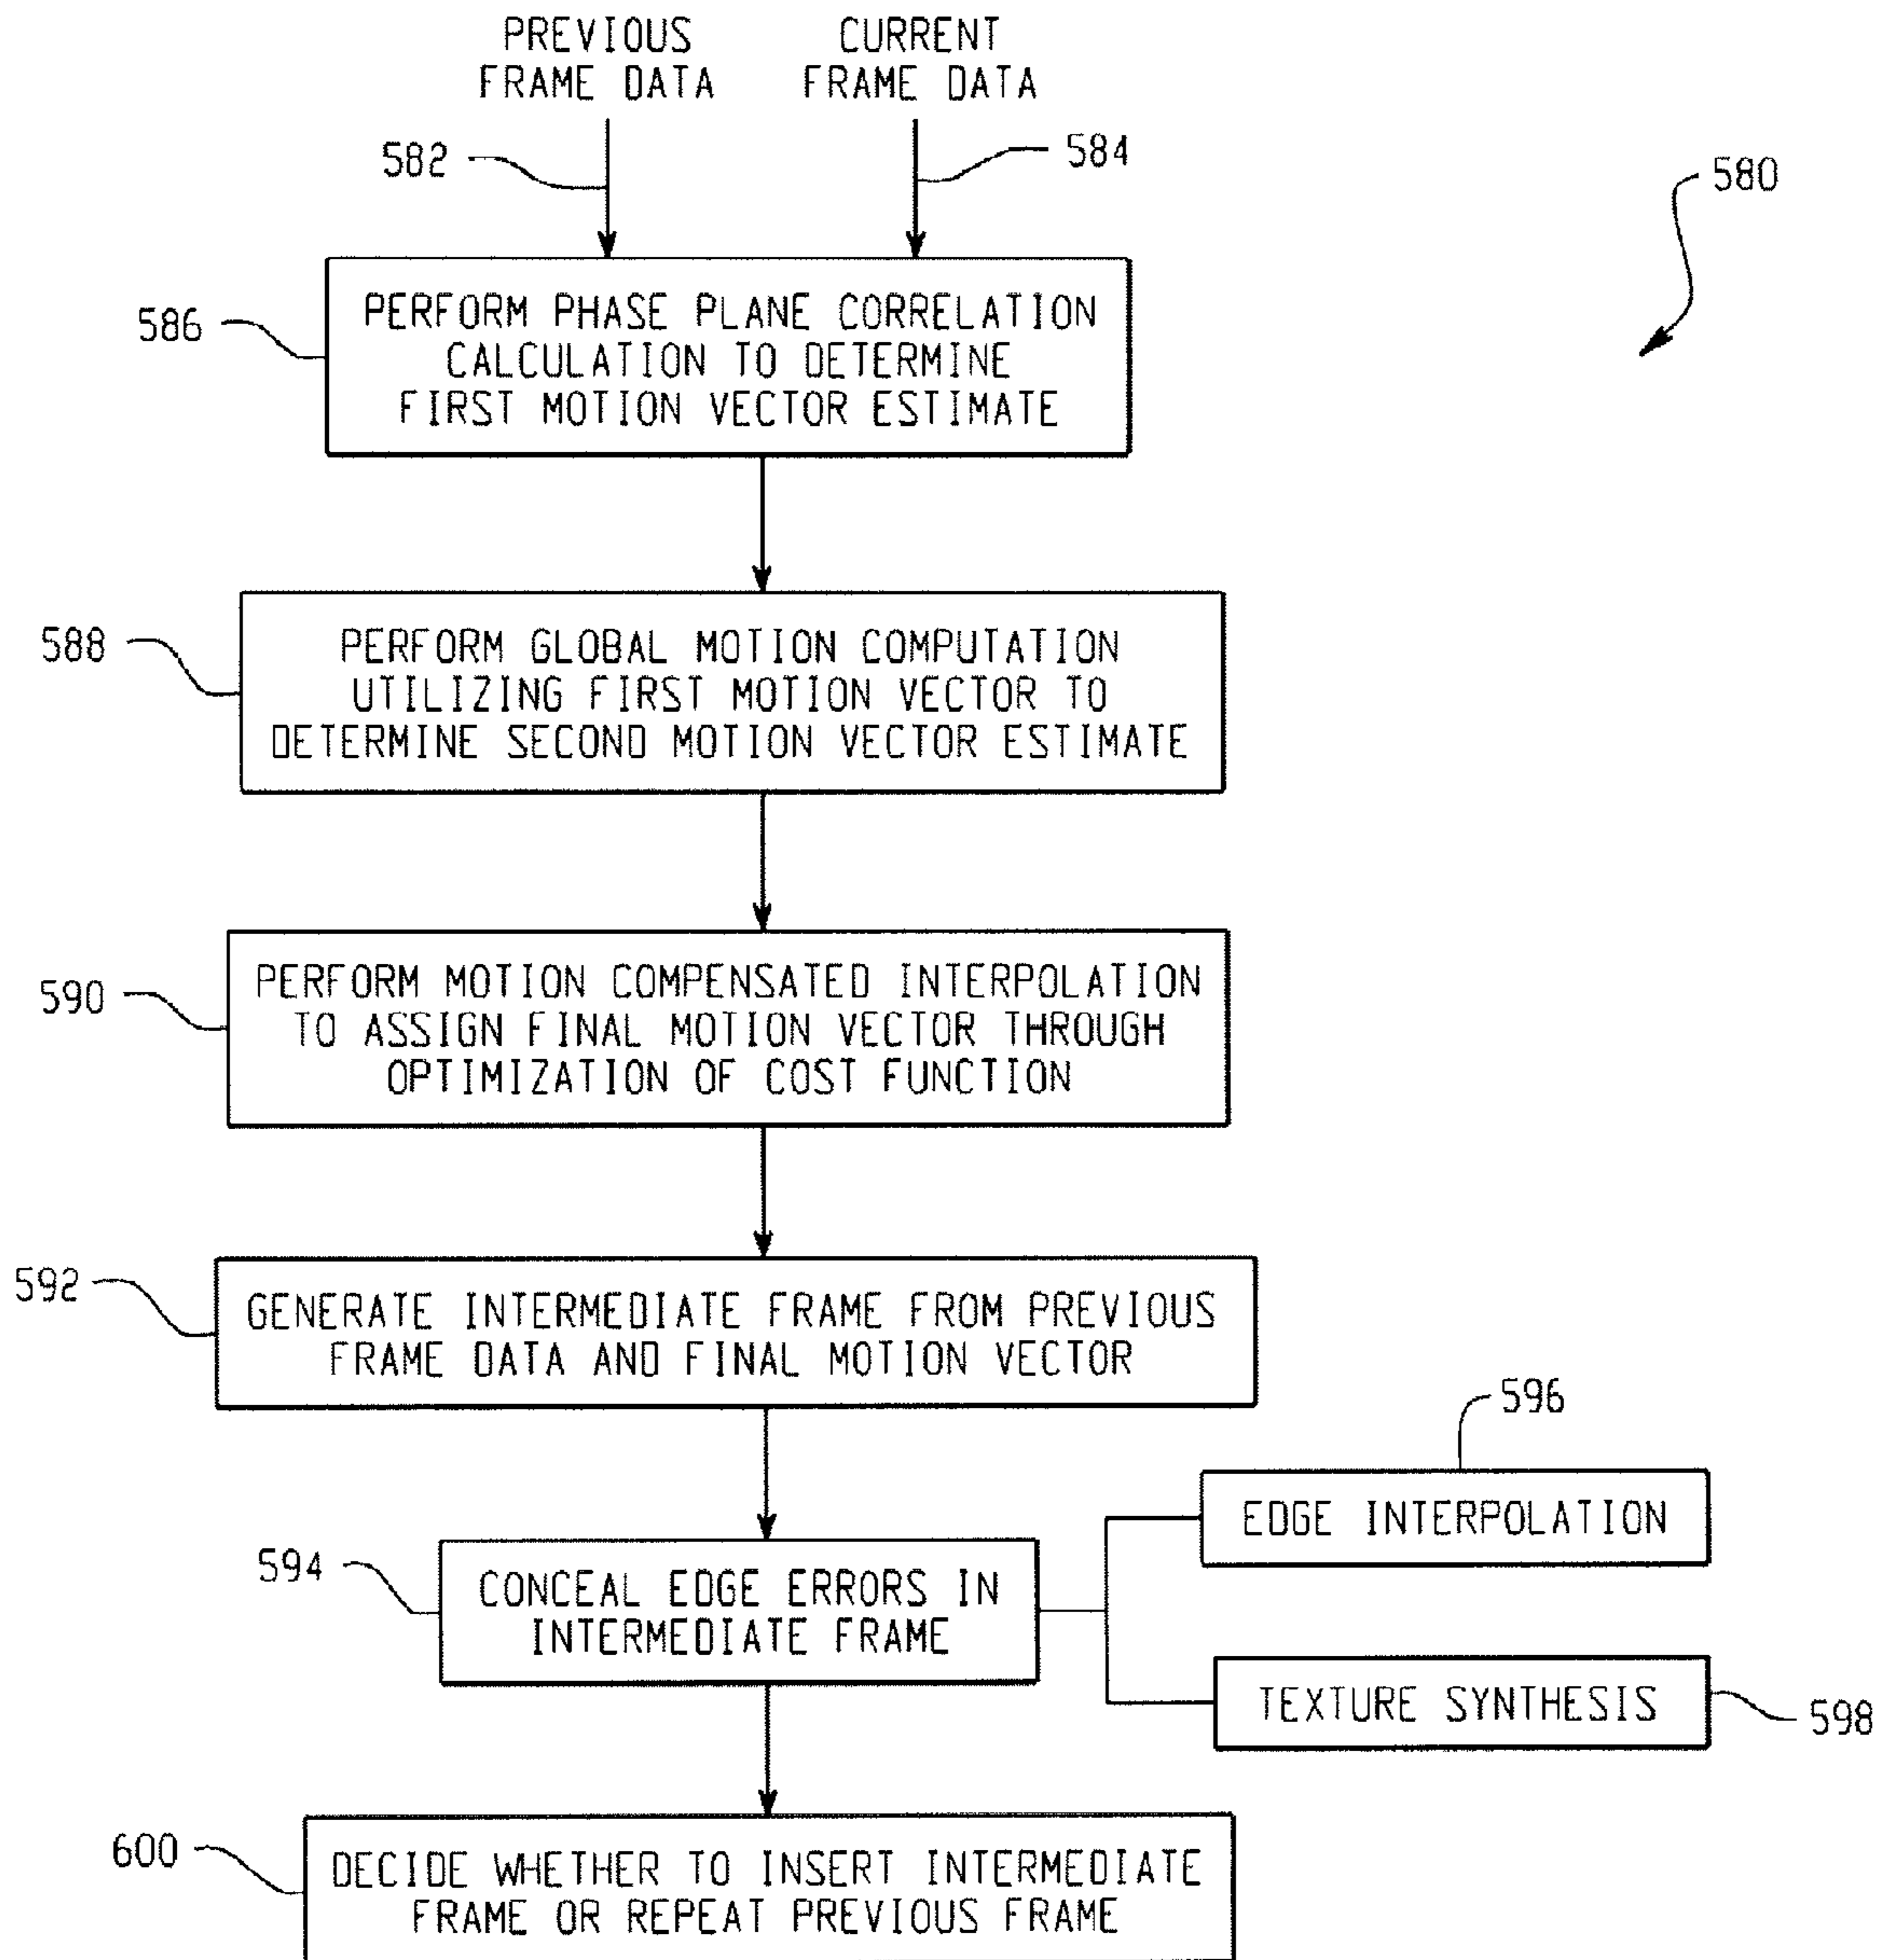 PREVIOUS
FRAME DATA
CURRENT
FRAME DATA
582
584
580
586
PERFORM PHASE PLANE CORRELATION
CALCULATION TO DETERMINE
FIRST MOTION VECTOR ESTIMATE
588
PERFORM GLOBAL MOTION COMPUTATION
UTILIZING FIRST MOTION VECTOR TO
DETERMINE SECOND MOTION VECTOR ESTIMATE
590
PERFORM MOTION COMPENSATED INTERPOLATION
TO ASSIGN FINAL MOTION VECTOR THROUGH
OPTIMIZATION OF COST FUNCTION
592
GENERATE INTERMEDIATE FRAME FROM PREVIOUS
FRAME DATA AND FINAL MOTION VECTOR
596
EDGE INTERPOLATION
594
CONCEAL EDGE ERRORS IN
INTERMEDIATE FRAME
TEXTURE SYNTHESIS
598
600
DECIDE WHETHER TO INSERT INTERMEDIATE
FRAME OR REPEAT PREVIOUS FRAME